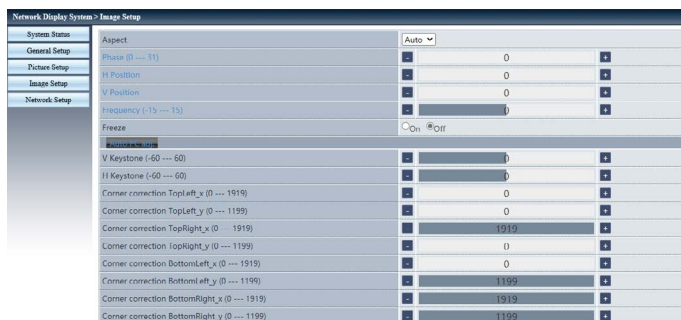 Network Display System > Image Setup
System Status
General Setup
Picture Setup
Image Setup
Network Setup
Aspect Auto
Phase (0 --- 31) - 0 +
H Position - 0 +
V Position - 0 +
Frequency (-15 --- 15) - 0 +
Freeze On Off
Auto PC adj.
V Keystone (-60 --- 60) - 0 +
H Keystone (-60 --- 60) - 0 +
Corner correction TopLeft_x (0 --- 1919) - 0 +
Corner correction TopLeft_y (0 --- 1199) - 0 +
Corner correction TopRight_x (0 --- 1919) - 1919 +
Corner correction TopRight_y (0 --- 1199) - 0 +
Corner correction BottomLeft_x (0 --- 1919) - 0 +
Corner correction BottomLeft_y (0 --- 1199) - 1199 +
Corner correction BottomRight_x (0 --- 1919) - 1919 +
Corner correction BottomRight_y (0 --- 1199) - 1199 +